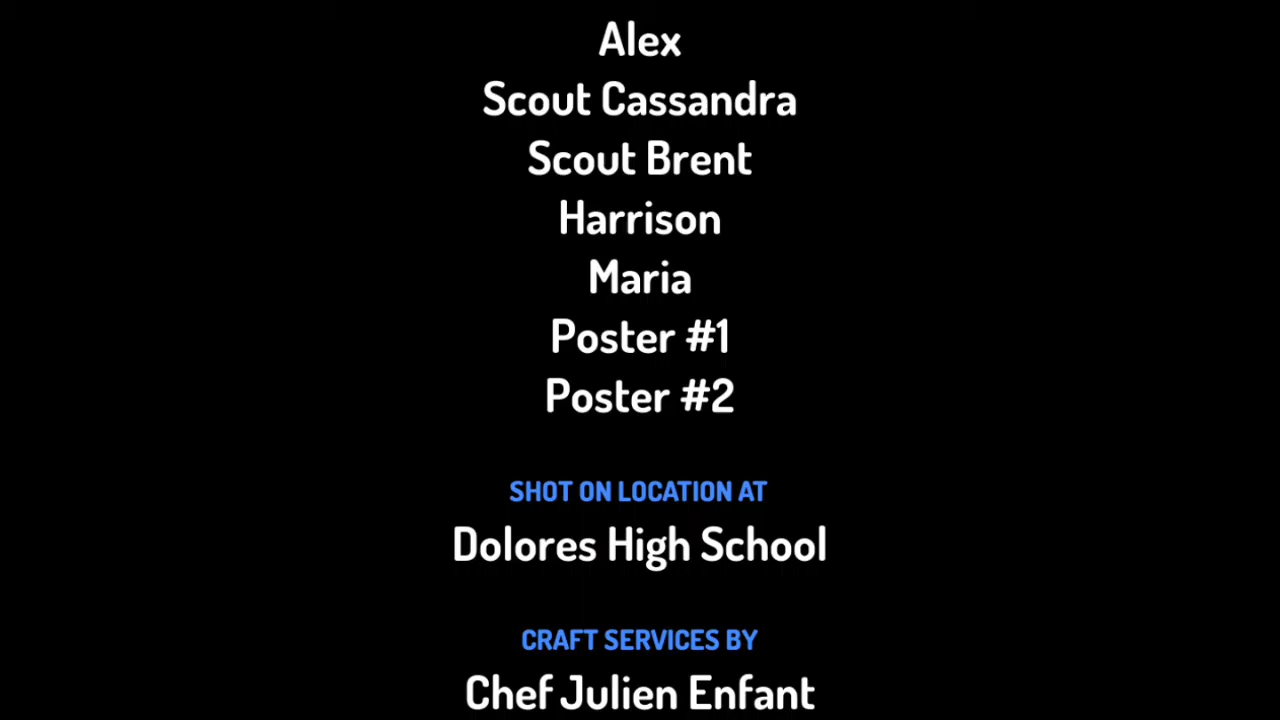 Alex
Scout Cassandra
Scout Brent
Harrison
Maria
Poster #1
Poster #2
SHOT ON LOCATION AT
Dolores High School
CRAFT SERVICES BY
Chef Julien Enfant